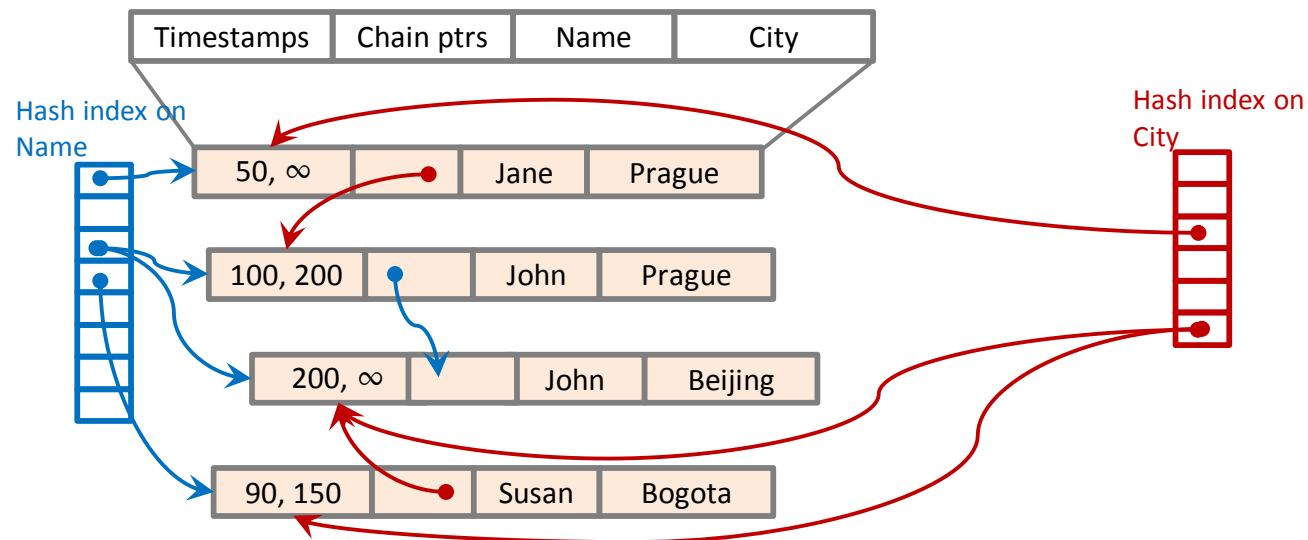 Timestamps Chain ptrs Name City
Hash index on
Name
Hash index on
City
50, ∞ Jane Prague
100, 200 John Prague
200, ∞ John Beijing
90, 150 Susan Bogota